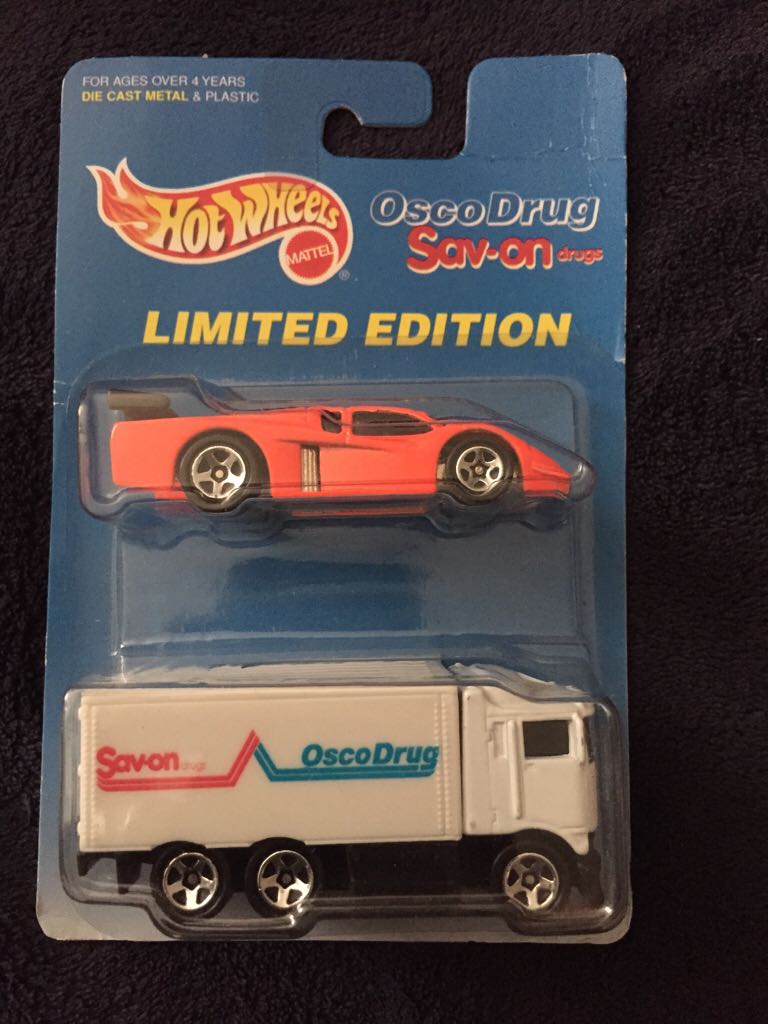 FOR AGES OVER 4 YEARS
DIE CAST METAL & PLASTIC
Hot Wheels
MATTEL
®
Osco Drug
Sav-on drugs
LIMITED EDITION
Sav-on drugs
Osco Drug